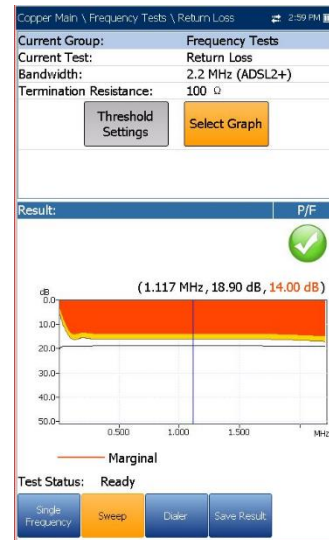 Copper Main \ Frequency Tests \ Return Loss 2:59 PM
Current Group: Frequency Tests
Current Test: Return Loss
Bandwidth: 2.2 MHz (ADSL2+)
Termination Resistance: 100 Ω
Threshold
Settings
Select Graph
Result: P/F
(1.117 MHz, 18.90 dB, 14.00 dB)
dB
0.0
10.0
20.0
30.0
40.0
50.0
0.500 1.000 1.500 MHz
Marginal
Test Status: Ready
Single
Frequency
Sweep
Dialer
Save Result